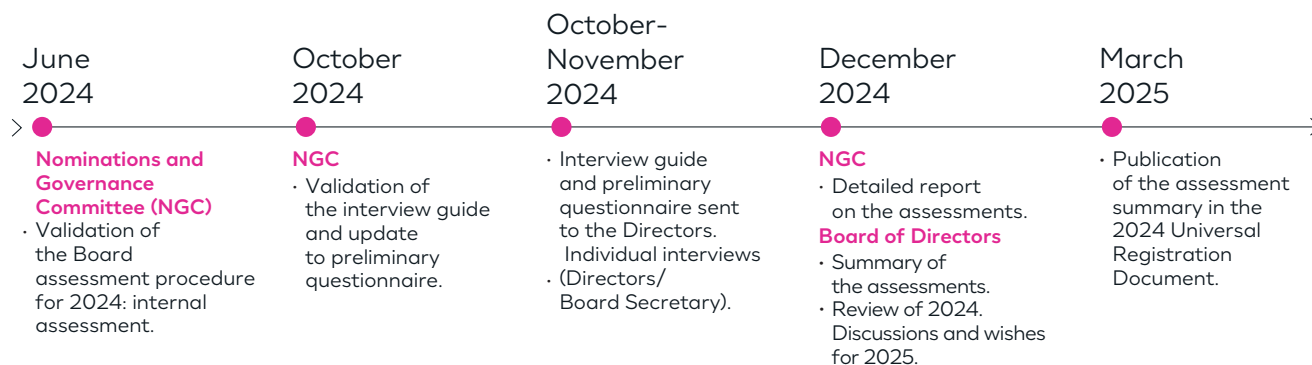 June
2024
Nominations and
Governance
Committee (NGC)
· Validation of
the Board
assessment procedure
for 2024: internal
assessment.
October
2024
NGC
· Validation of
the interview guide
and update
to preliminary
questionnaire.
October-
November
2024
· Interview guide
and preliminary
questionnaire sent
to the Directors.
Individual interviews
· (Directors/
Board Secretary).
December
2024
NGC
· Detailed report
on the assessments.
Board of Directors
· Summary of
the assessments.
· Review of 2024.
Discussions and wishes
for 2025.
March
2025
· Publication
of the assessment
summary in the
2024 Universal
Registration
Document.